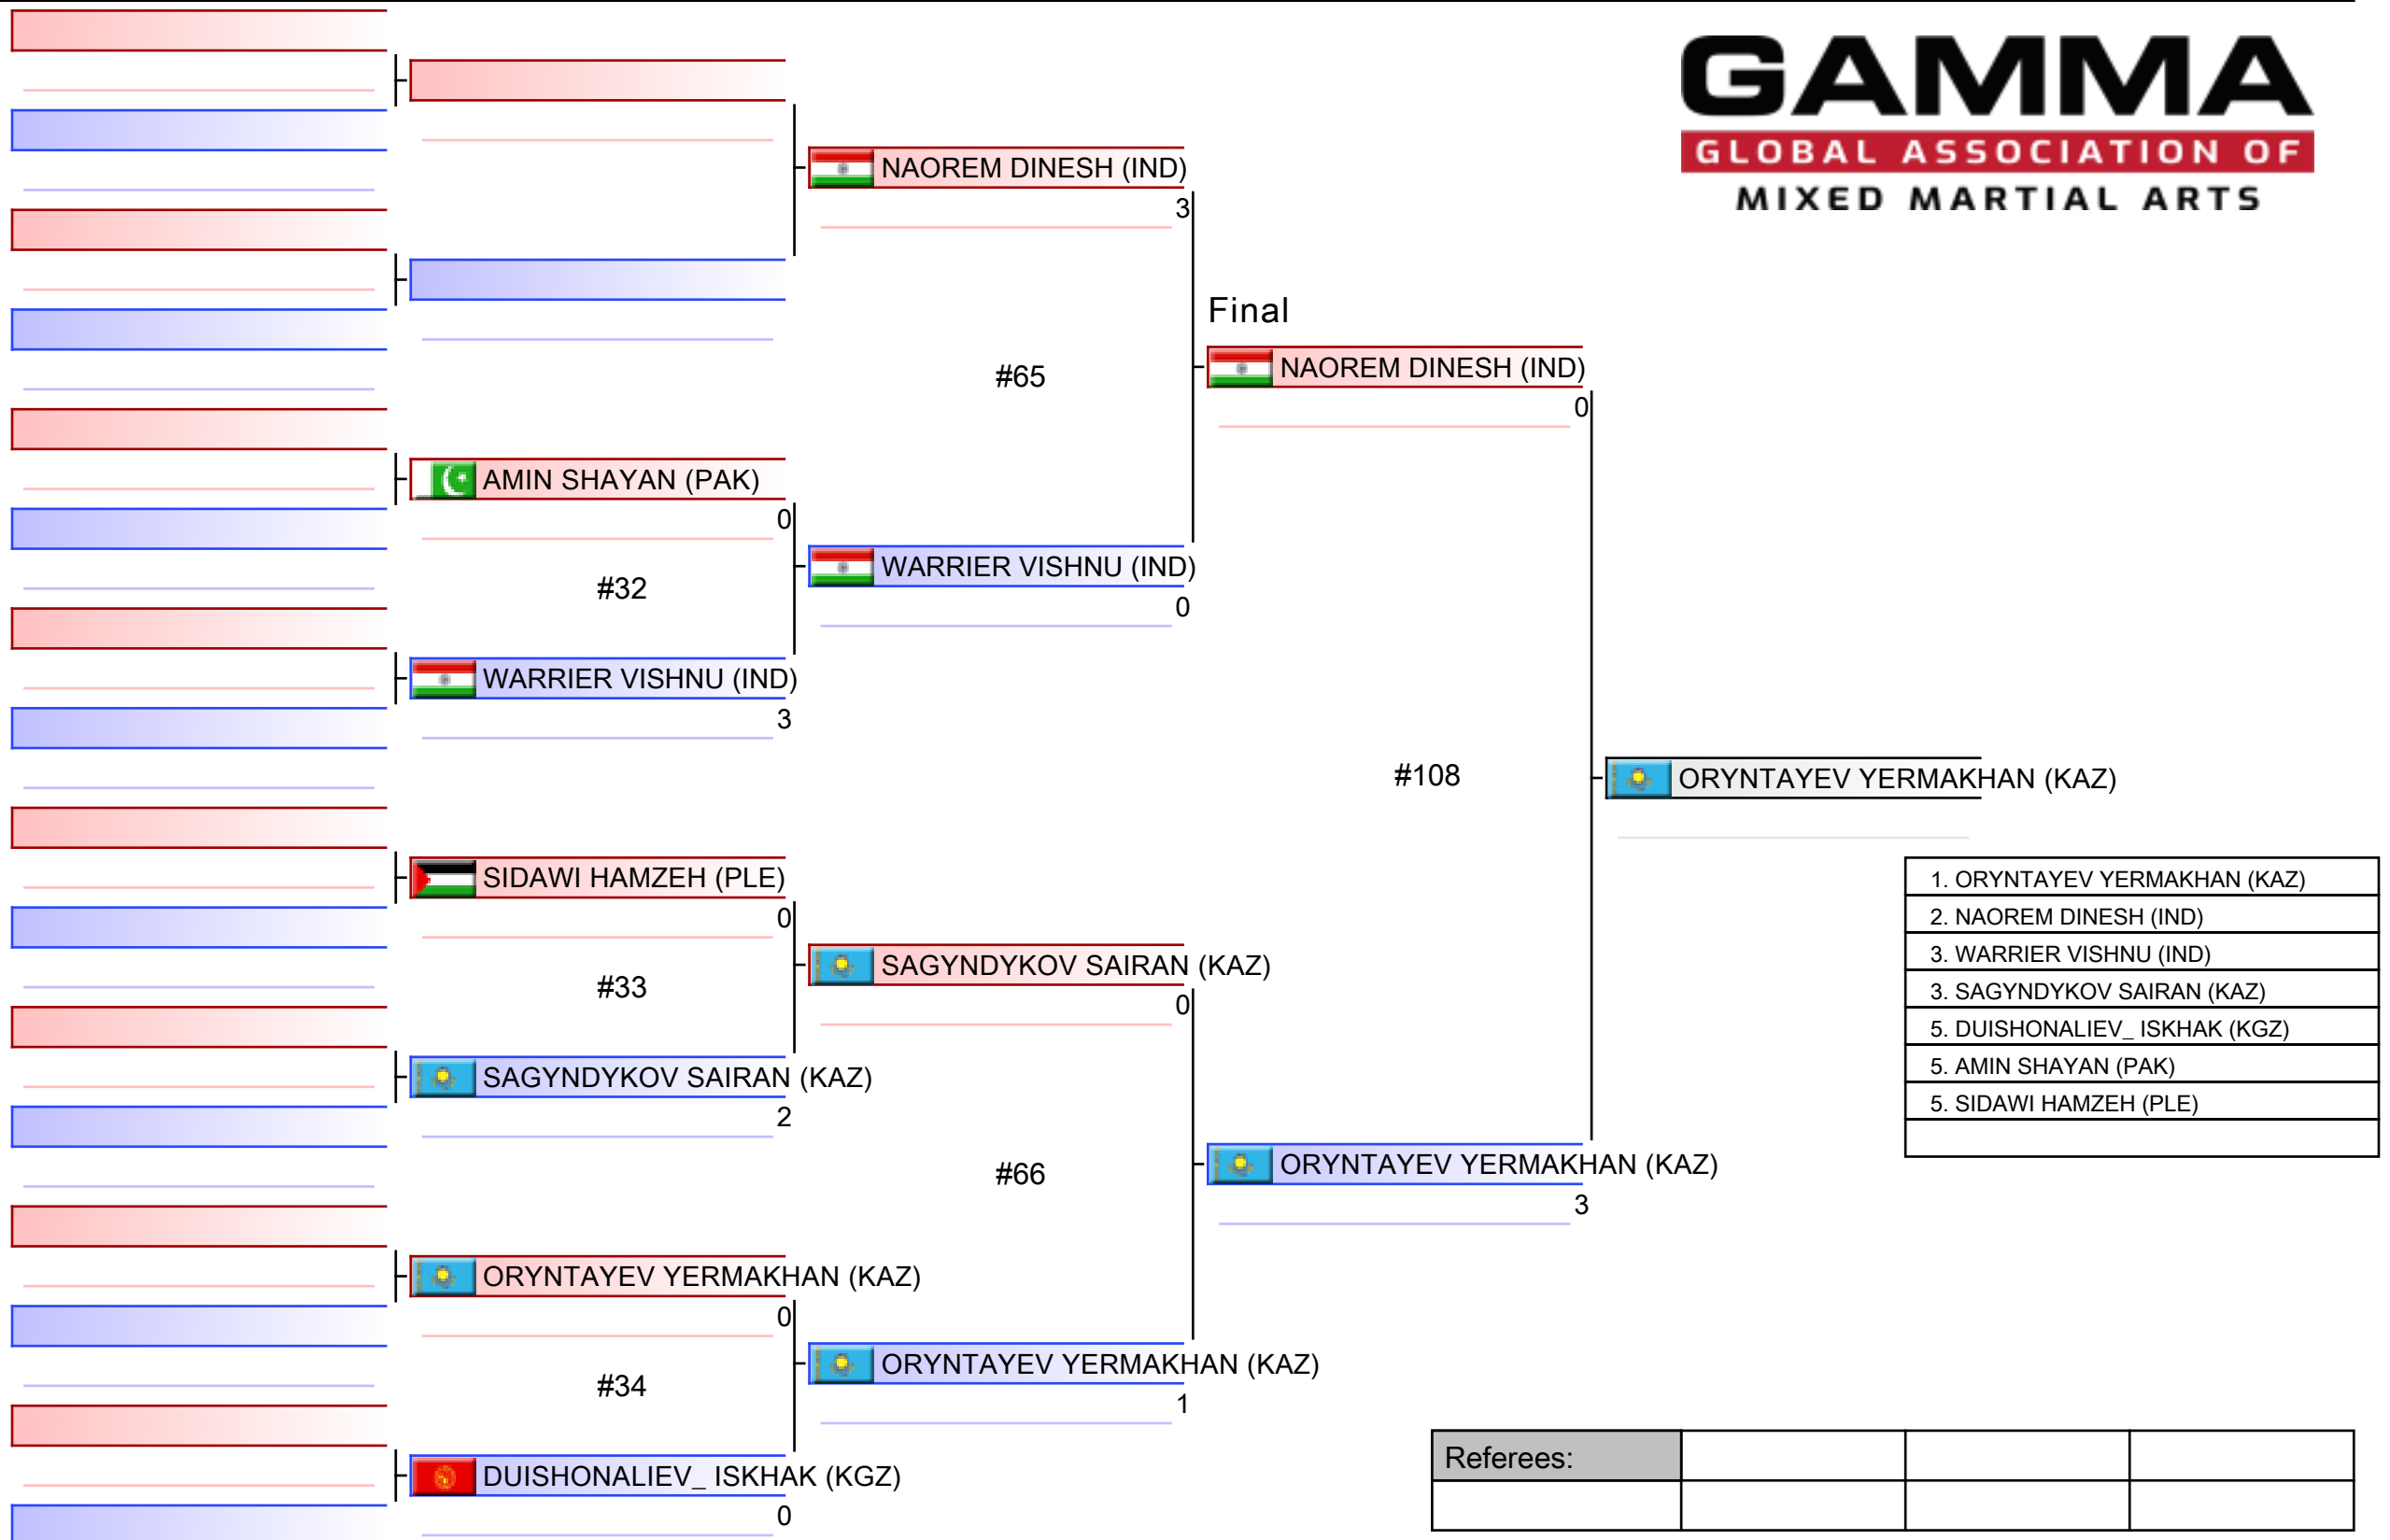 GAMMA
GLOBAL ASSOCIATION OF
MIXED MARTIAL ARTS
NAOREM DINESH (IND)
3
Final
#65
NAOREM DINESH (IND)
0
AMIN SHAYAN (PAK)
0
WARRIER VISHNU (IND)
0
#32
WARRIER VISHNU (IND)
3
#108
ORYNTAYEV YERMAKHAN (KAZ)
SIDAWI HAMZEH (PLE)
0
SAGYNDYKOV SAIRAN (KAZ)
0
#33
SAGYNDYKOV SAIRAN (KAZ)
2
#66
ORYNTAYEV YERMAKHAN (KAZ)
3
ORYNTAYEV YERMAKHAN (KAZ)
0
ORYNTAYEV YERMAKHAN (KAZ)
1
#34
DUISHONALIEV_ ISKHAK (KGZ)
0
1. ORYNTAYEV YERMAKHAN (KAZ)
2. NAOREM DINESH (IND)
3. WARRIER VISHNU (IND)
3. SAGYNDYKOV SAIRAN (KAZ)
5. DUISHONALIEV_ ISKHAK (KGZ)
5. AMIN SHAYAN (PAK)
5. SIDAWI HAMZEH (PLE)
Referees: